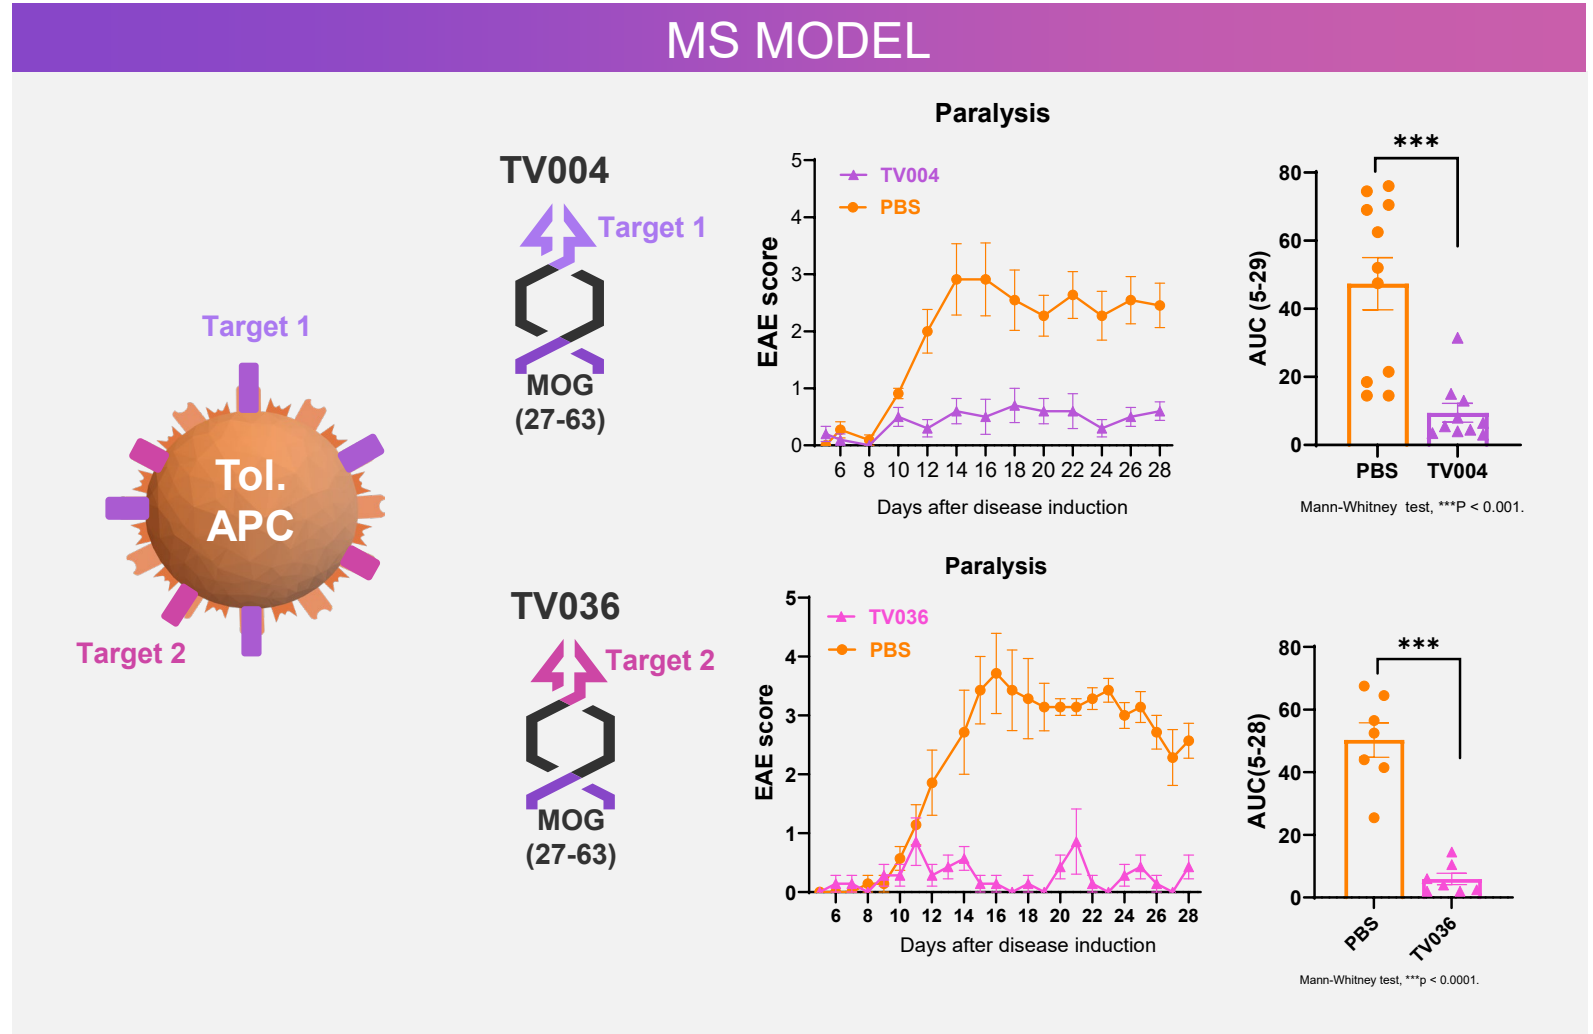 MS MODEL
Target 1
Tol.
APC
Target 2
TV004
Target 1
MOG
(27-63)
Paralysis
TV004
PBS
EAE score
5
4
3
2
1
0
6 8 10 12 14 16 18 20 22 24 26 28
Days after disease induction
***
AUC (5-29)
80
60
40
20
0
PBS TV004
Mann-Whitney test, ***P < 0.001.
TV036
Target 2
MOG
(27-63)
Paralysis
TV036
PBS
EAE score
5
4
3
2
1
0
6 8 10 12 14 16 18 20 22 24 26 28
Days after disease induction
***
AUC(5-28)
80
60
40
20
0
PBS TV036
Mann-Whitney test, ***p < 0.0001.